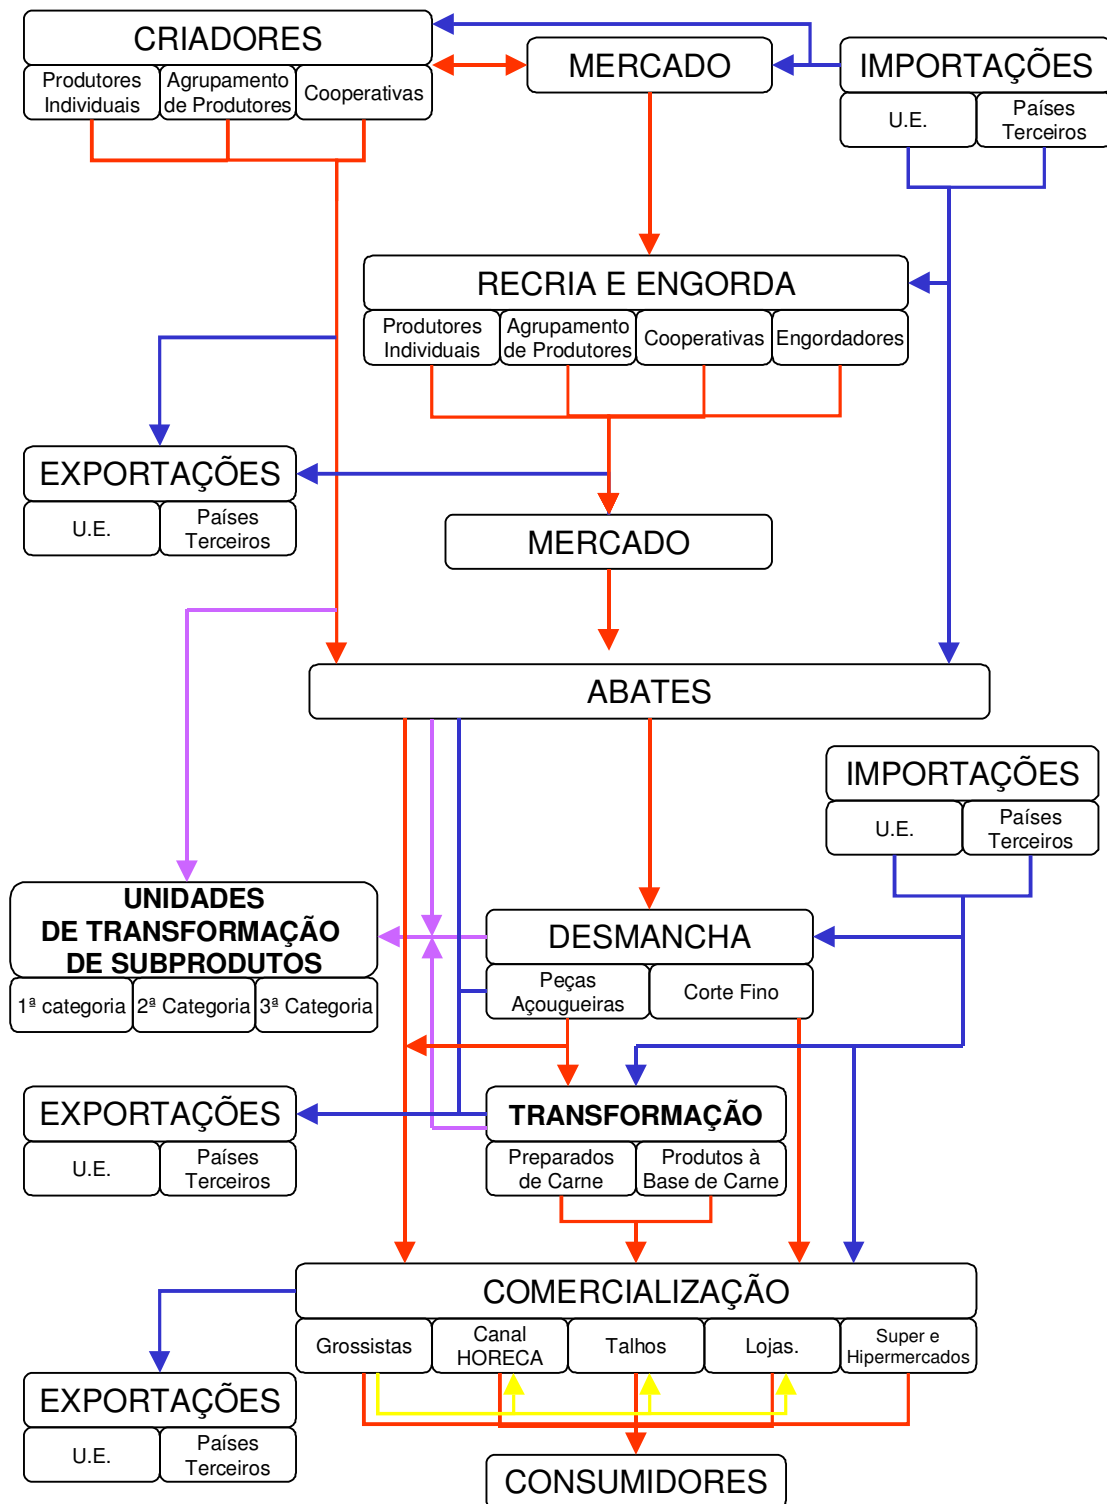 CRIADORES
Produtores
Individuais
Agrupamento
de Produtores
Cooperativas
MERCADO
IMPORTAÇÕES
U.E.
Países
Terceiros
RECRIA E ENGORDA
Produtores
Individuais
Agrupamento
de Produtores
Cooperativas
Engordadores
EXPORTAÇÕES
U.E.
Países
Terceiros
MERCADO
ABATES
IMPORTAÇÕES
U.E.
Países
Terceiros
UNIDADES
DE TRANSFORMAÇÃO
DE SUBPRODUTOS
1ª categoria
2ª Categoria
3ª Categoria
DESMANCHA
Peças
Açougueiras
Corte Fino
EXPORTAÇÕES
U.E.
Países
Terceiros
TRANSFORMAÇÃO
Preparados
de Carne
Produtos à
Base de Carne
COMERCIALIZAÇÃO
Grossistas
Canal
HORECA
Talhos
Lojas.
Super e
Hipermercados
EXPORTAÇÕES
U.E.
Países
Terceiros
CONSUMIDORES